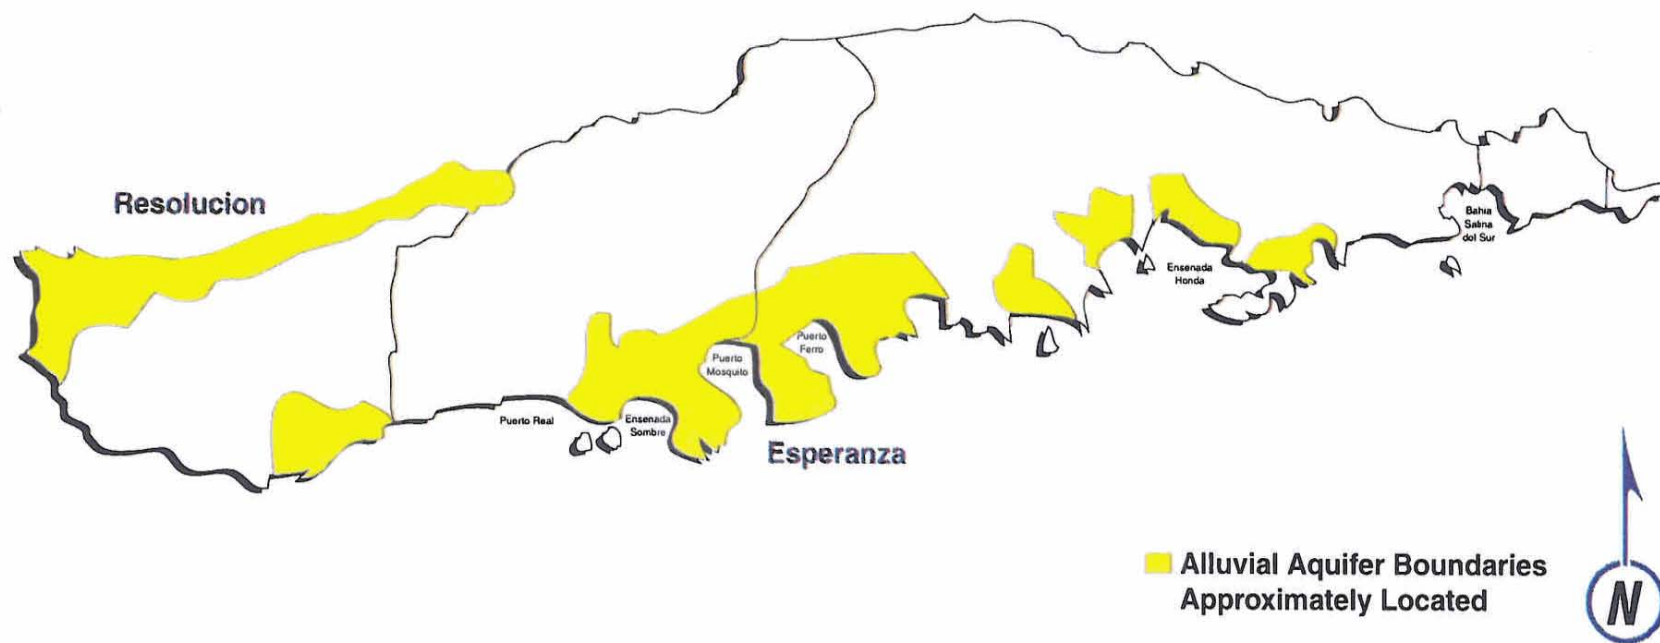 Resolucion
Bahia
Salina
del Sur
Ensenada
Honda
Puerto
Ferro
Puerto
Mosquito
Puerto Real
Ensenada
Sombre
Esperanza
Alluvial Aquifer Boundaries
Approximately Located
N